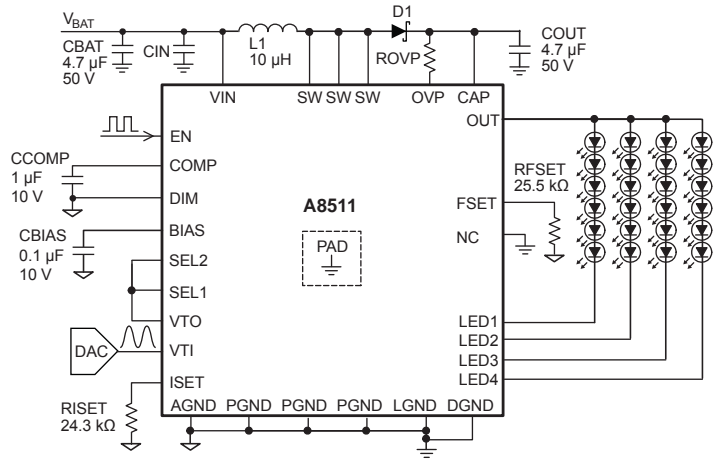 V_BAT
D1
CBAT
4.7 µF
50 V
CIN
L1
10 µH
ROVP
COUT
4.7 µF
50 V
VIN
SW SW SW
OVP
CAP
OUT
EN
CCOMP
1 µF
10 V
COMP
DIM
RFSET
25.5 kΩ
FSET
A8511
CBIAS
0.1 µF
10 V
BIAS
PAD
NC
SEL2
SEL1
VTO
DAC
VTI
LED1
LED2
LED3
LED4
ISET
RISET
24.3 kΩ
AGND PGND PGND PGND LGND DGND